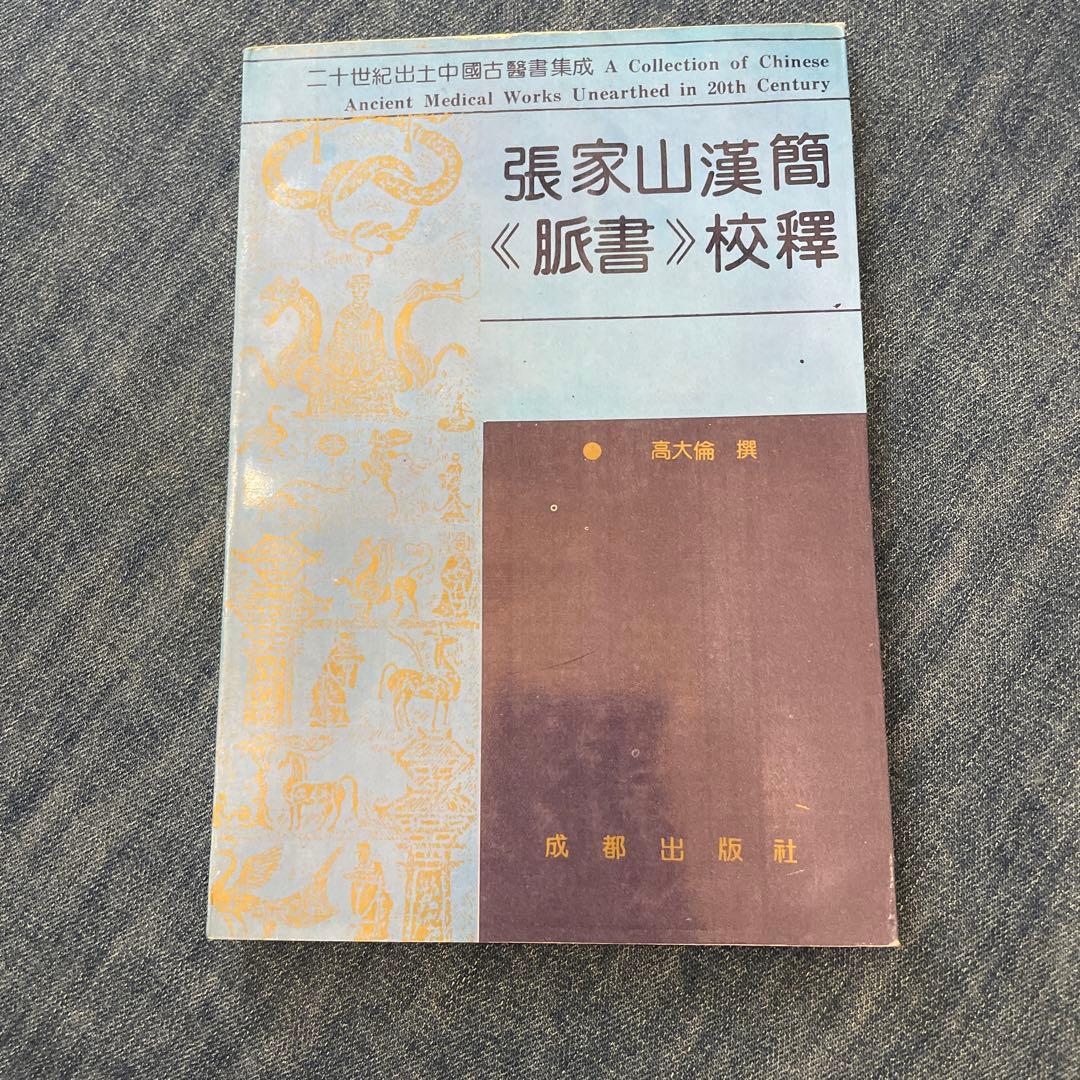 二十世紀出土中國古醫書集成 A Collection of Chinese
Ancient Medical Works Unearthed in 20th Century
張家山漢簡
《脈書》校釋
高大倫 撰
成都出版社